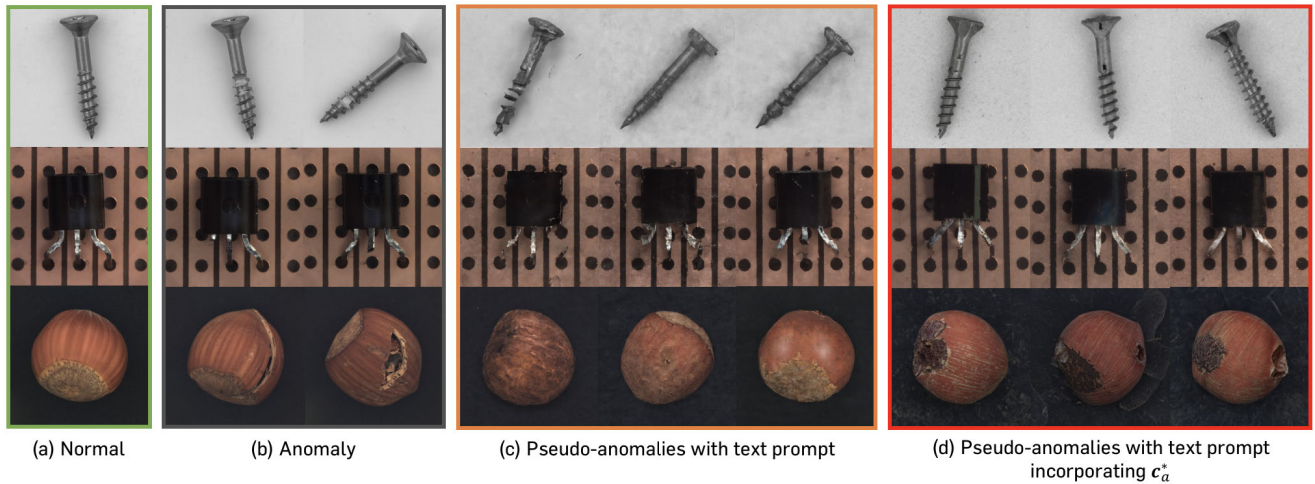 (a) Normal
(b) Anomaly
(c) Pseudo-anomalies with text prompt
(d) Pseudo-anomalies with text prompt
incorporating c*a